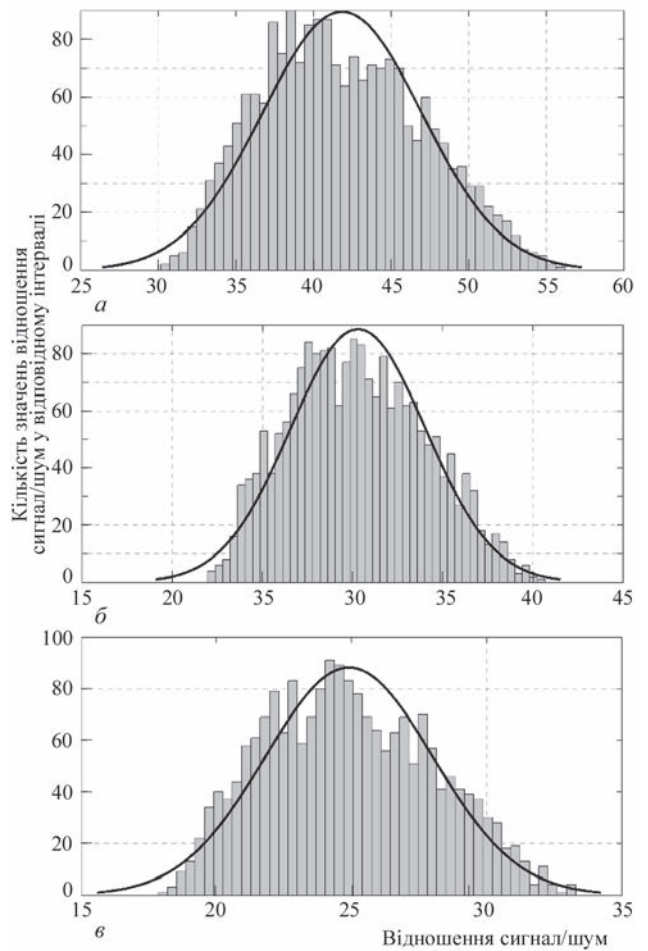 Кількість значень відношення
сигнал/шум у відповідному інтервалі
80
60
40
20
0
25 30 35 40 45 50 55 60
а
80
60
40
20
0
15 20 35 30 35 40 45
б
100
80
60
40
20
0
15 20 25 30 35
в
Відношення сигнал/шум